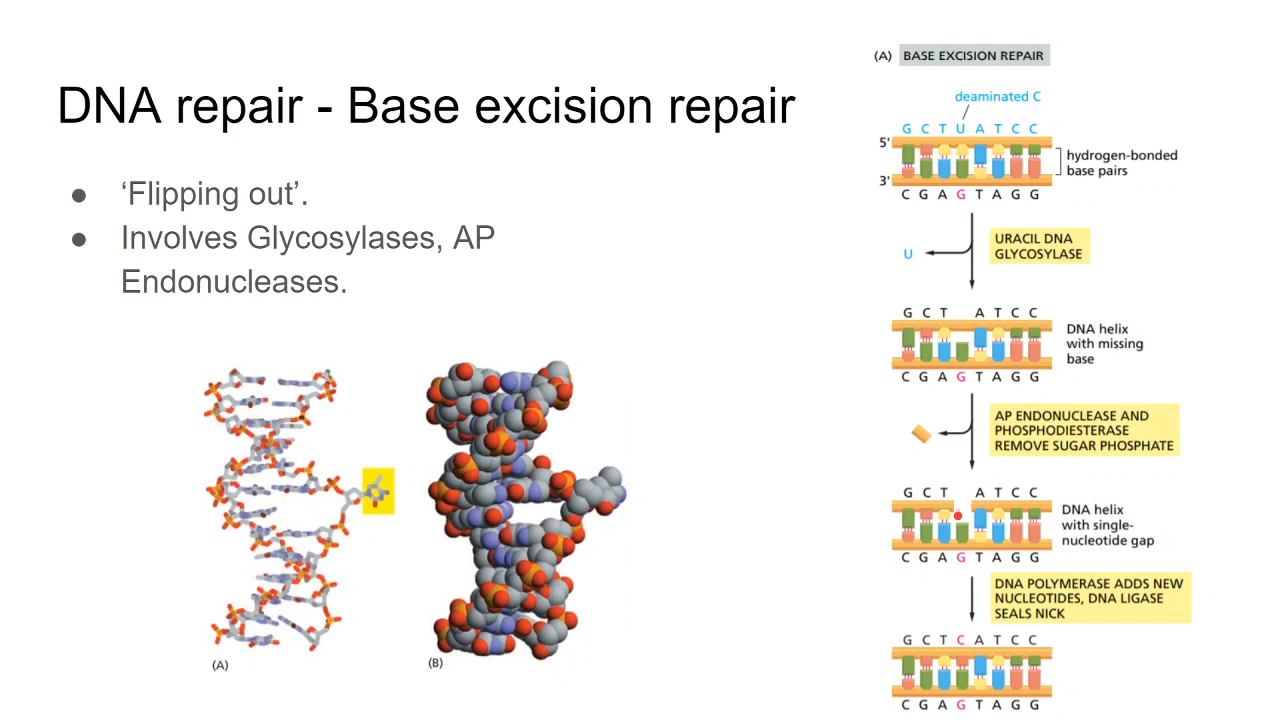 DNA repair - Base excision repair
● ‘Flipping out’.
● Involves Glycosylases, AP
Endonucleases.
(A)
(B)
(A) BASE EXCISION REPAIR
deaminated C
G C T U A T C C
5'
hydrogen-bonded
base pairs
3'
C G A G T A G G
URACIL DNA
GLYCOSYLASE
U
G C T A T C C
DNA helix
with missing
base
C G A G T A G G
AP ENDONUCLEASE AND
PHOSPHODIESTERASE
REMOVE SUGAR PHOSPHATE
G C T A T C C
DNA helix
with single-
nucleotide gap
C G A G T A G G
DNA POLYMERASE ADDS NEW
NUCLEOTIDES, DNA LIGASE
SEALS NICK
G C T C A T C C
C G A G T A G G